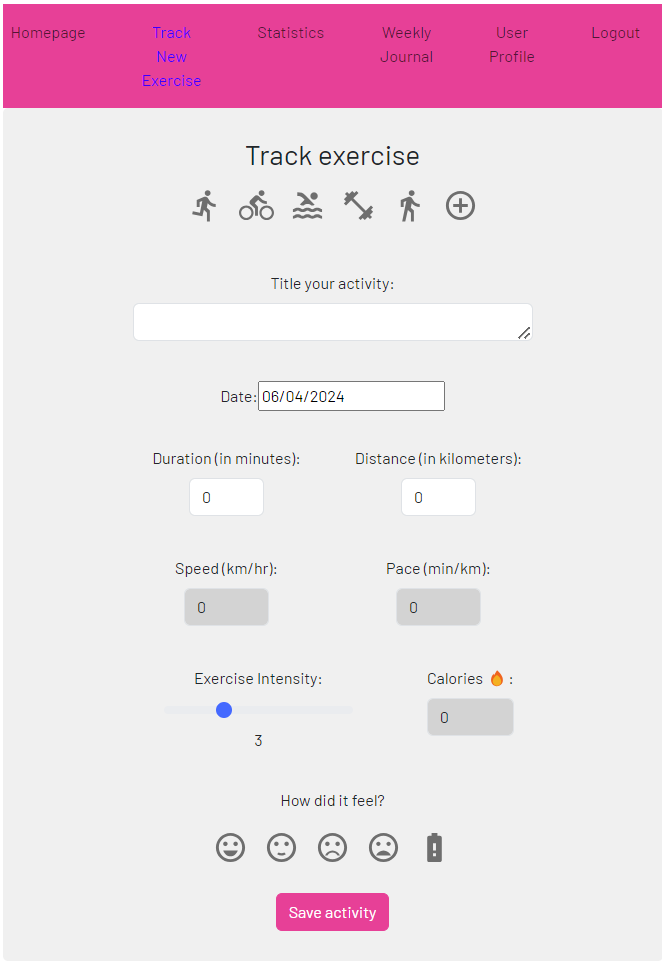 Homepage
Track
New
Exercise
Statistics
Weekly
Journal
User
Profile
Logout
Track exercise
Title your activity:
Date: 06/04/2024
Duration (in minutes): Distance (in kilometers):
0 0
Speed (km/hr): Pace (min/km):
0 0
Exercise Intensity: Calories 🔥 :
0
3
How did it feel?
Save activity